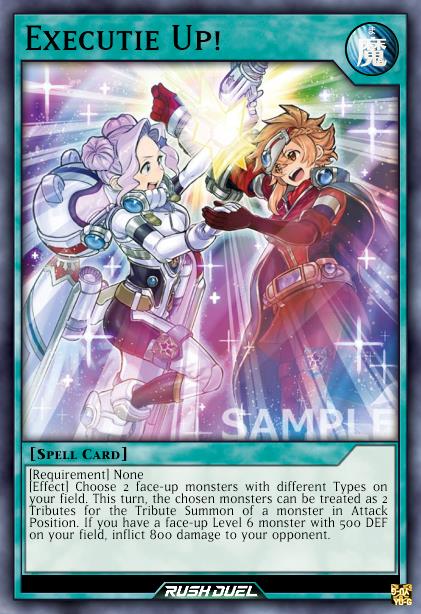 Executie Up!
ま
魔
SAMPLE
[Spell Card]
[Requirement] None
[Effect] Choose 2 face-up monsters with different Types on
your field. This turn, the chosen monsters can be treated as 2
Tributes for the Tribute Summon of a monster in Attack
Position. If you have a face-up Level 6 monster with 500 DEF
on your field, inflict 800 damage to your opponent.
RUSH DUEL